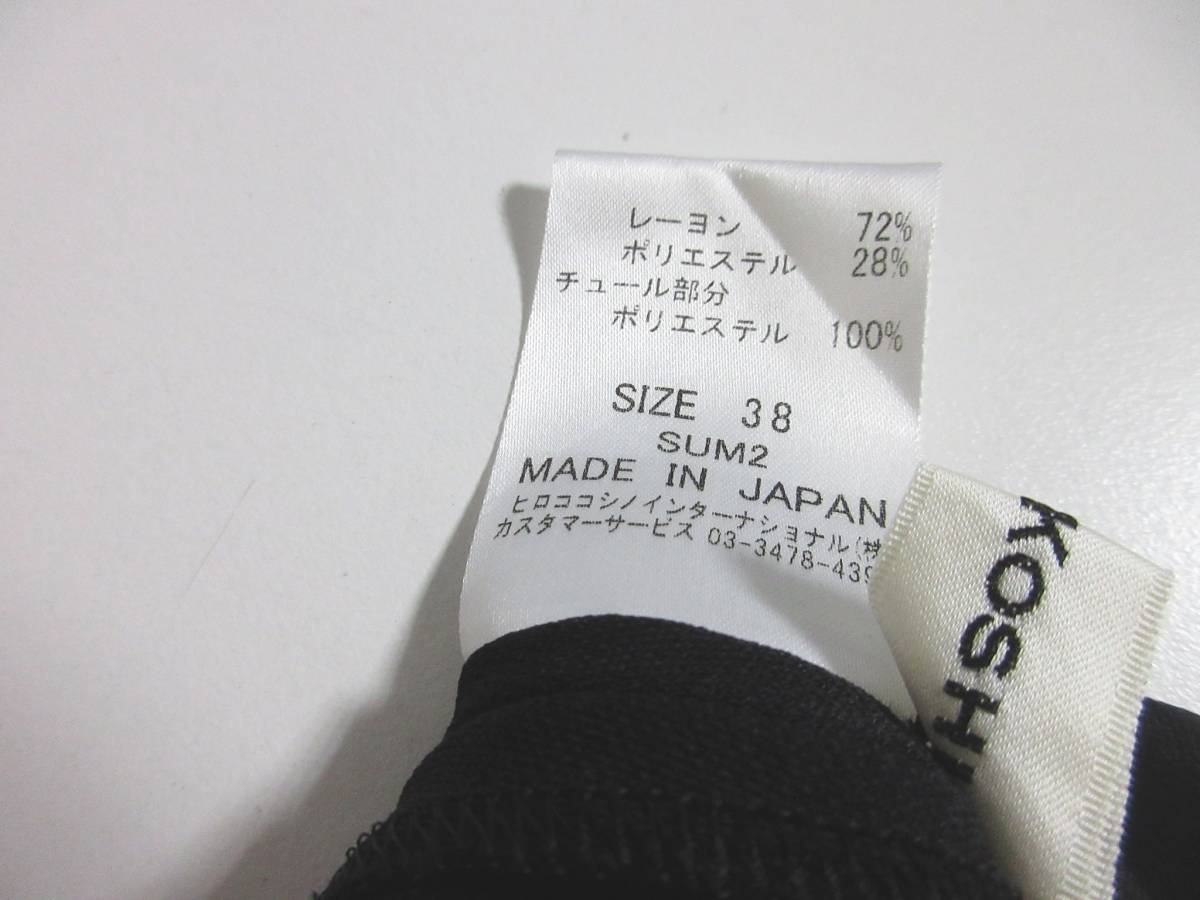 レーヨン 72%
ポリエステル 28%
チュール部分
ポリエステル 100%
SIZE 38
SUM2
MADE IN JAPAN
ヒロココシノインターナショナル(株
カスタマーサービス 03-3478-439
KOSHI